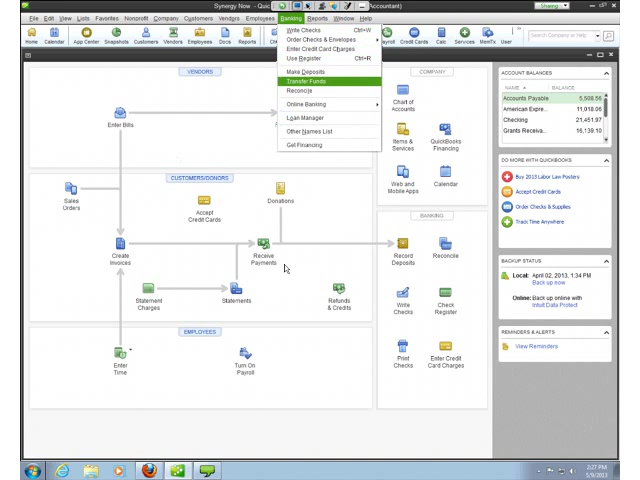 Synergy Now - Quic
Accountant)
File Edit View Lists Favorites Nonprofit Company Customers Vendors Employees Banking Reports Window Help
Home Calendar App Center Snapshots Customers Vendors Employees Docs Reports
Credit Cards Calc Services MemTx User
Search Company or Help
Write Checks Ctrl+W
Order Checks & Envelopes
Enter Credit Card Charges
Use Register Ctrl+R
Make Deposits
Transfer Funds
Reconcile
Online Banking
Loan Manager
Other Names List
Get Financing
VENDORS
Enter Bills
CUSTOMERS/DONORS
Sales Orders
Accept Credit Cards
Donations
Create Invoices
Receive Payments
Statement Charges
Statements
Refunds & Credits
EMPLOYEES
Enter Time
Turn On Payroll
COMPANY
Chart of Accounts
Items & Services
QuickBooks Financing
Web and Mobile Apps
Calendar
BANKING
Record Deposits
Reconcile
Write Checks
Check Register
Print Checks
Enter Credit Card Charges
ACCOUNT BALANCES
NAME BALANCE
Accounts Payable 5,508.56
American Expre... 11,918.06
Checking 21,451.97
Grants Receiva... 16,139.10
DO MORE WITH QUICKBOOKS
Buy 2013 Labor Law Posters
Accept Credit Cards
Order Checks & Supplies
Track Time Anywhere
BACKUP STATUS
Local: April 02, 2013, 1:34 PM
Back up now
Online: Back up online with
Intuit Data Protect
REMINDERS & ALERTS
View Reminders
2:27 PM
5/9/2013